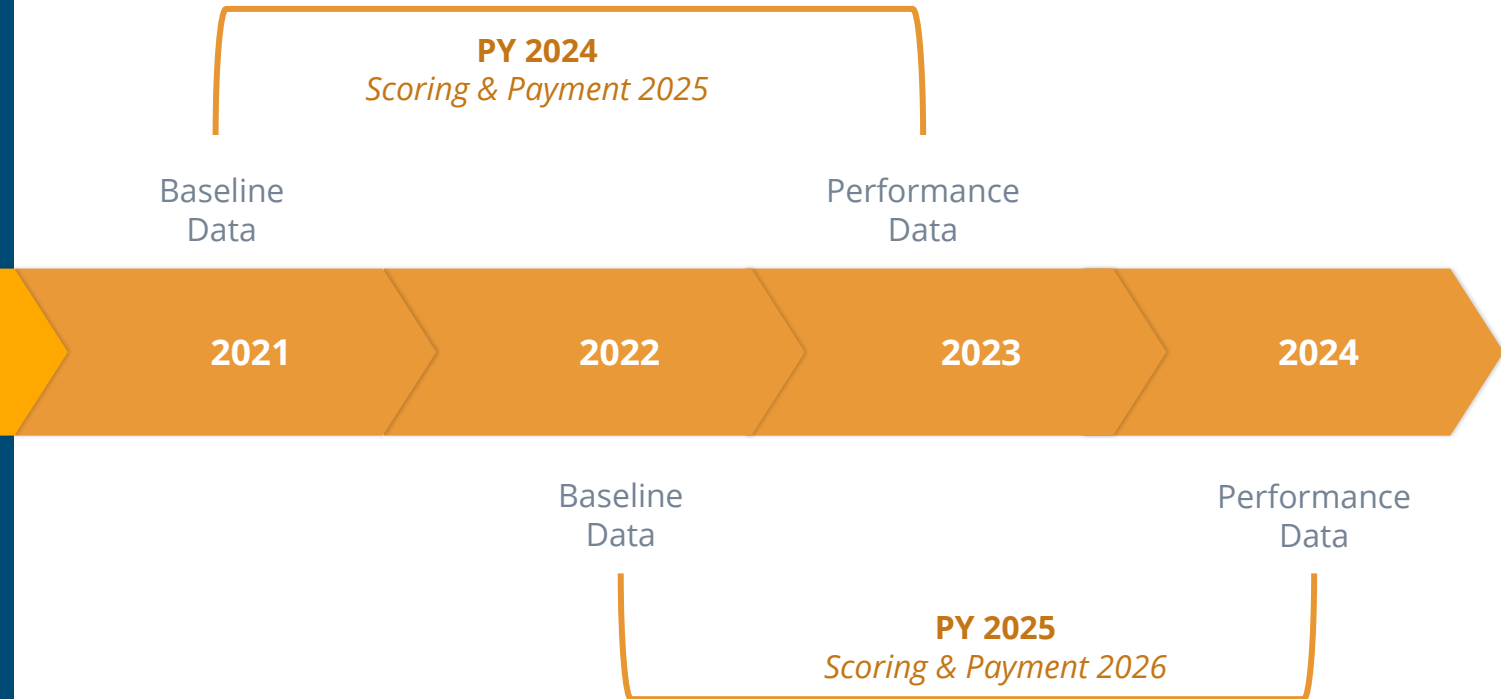 PY 2024
Scoring & Payment 2025
Baseline
Data
Performance
Data
2021
2022
2023
2024
Baseline
Data
Performance
Data
PY 2025
Scoring & Payment 2026